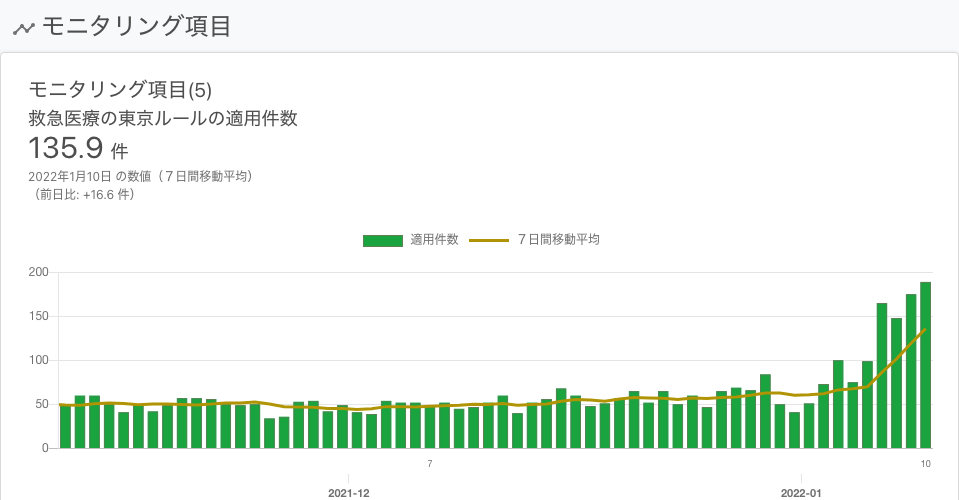 モニタリング項目
モニタリング項目(5)
救急医療の東京ルールの適用件数
135.9 件
2022年1月10日 の数値（７日間移動平均）
（前日比: +16.6 件）
適用件数 ７日間移動平均
200
150
100
50
0
7 10
2021-12 2022-01